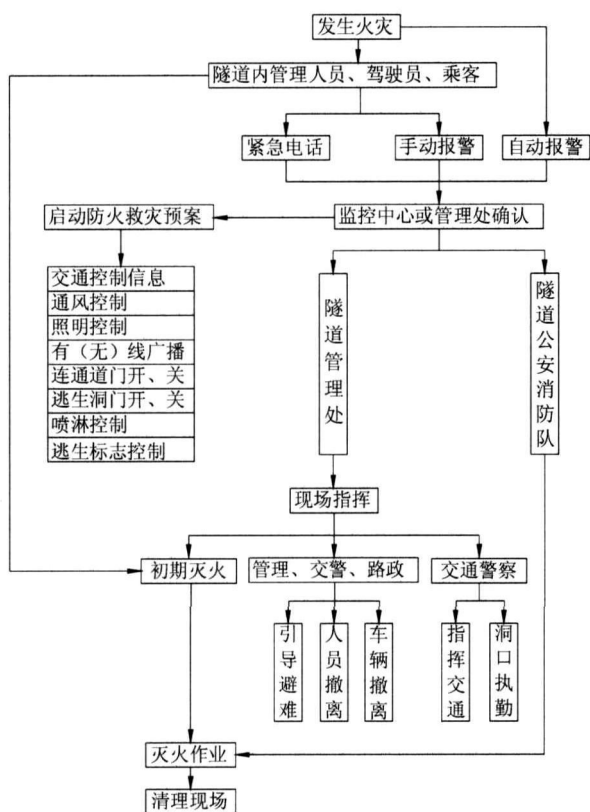 发生火灾
隧道内管理人员、驾驶员、乘客
紧急电话
手动报警
自动报警
启动防火救灾预案
监控中心或管理处确认
交通控制信息
通风控制
照明控制
有（无）线广播
连通道门开、关
逃生洞门开、关
喷淋控制
逃生标志控制
隧道管理处
隧道公安消防队
现场指挥
初期灭火
管理、交警、路政
交通警察
引导避难
人员撤离
车辆撤离
指挥交通
洞口执勤
灭火作业
清理现场